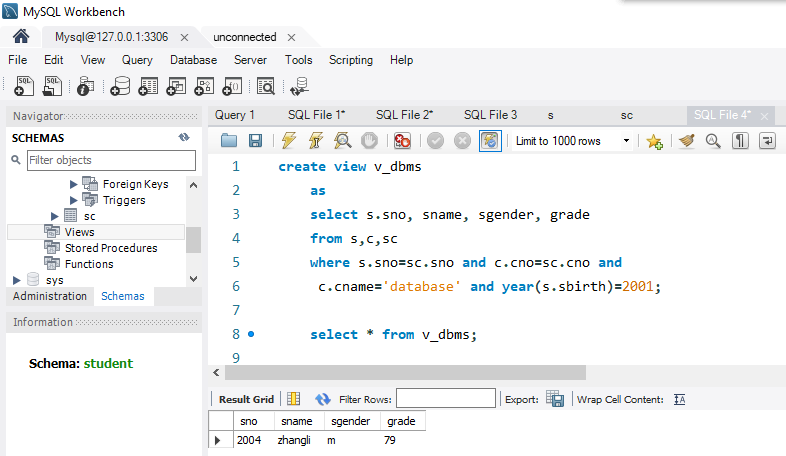 MySQL Workbench
Mysql@127.0.0.1:3306 × unconnected ×
File Edit View Query Database Server Tools Scripting Help
Navigator
SCHEMAS
Filter objects
Foreign Keys
Triggers
sc
Views
Stored Procedures
Functions
sys
Administration Schemas
Information
Schema: student
Query 1 SQL File 1* SQL File 2* SQL File 3 s sc SQL File 4* ×
Limit to 1000 rows
1 create view v_dbms
2 as
3 select s.sno, sname, sgender, grade
4 from s,c,sc
5 where s.sno=sc.sno and c.cno=sc.cno and
6 c.cname='database' and year(s.sbirth)=2001;
7
8 select * from v_dbms;
9
Result Grid Filter Rows: Export: Wrap Cell Content:
sno sname sgender grade
2004 zhangli m 79